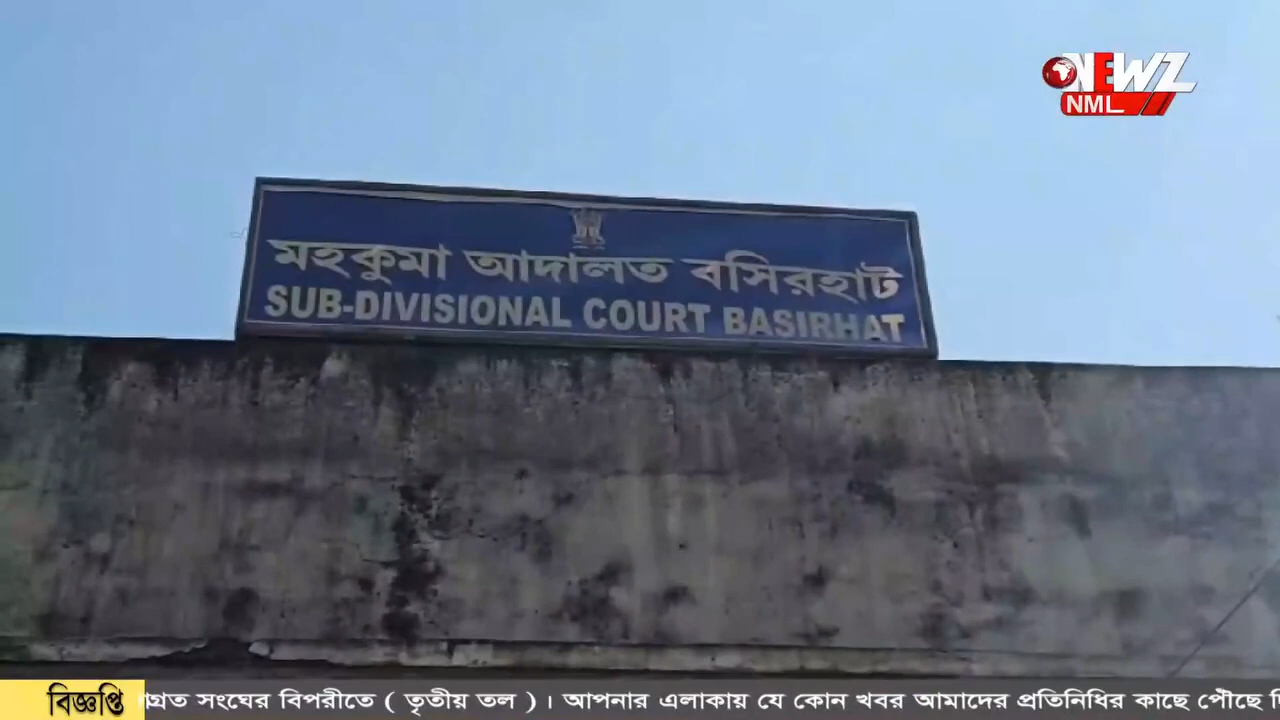 NEWZ
NML
মহকুমা আদালত বসিরহাট
SUB-DIVISIONAL COURT BASIRHAT
বিজ্ঞপ্তি
সংঘের বিপরীতে ( তৃতীয় তল ) । আপনার এলাকায় যে কোন খবর আমাদের প্রতিনিধির কাছে পৌঁছে